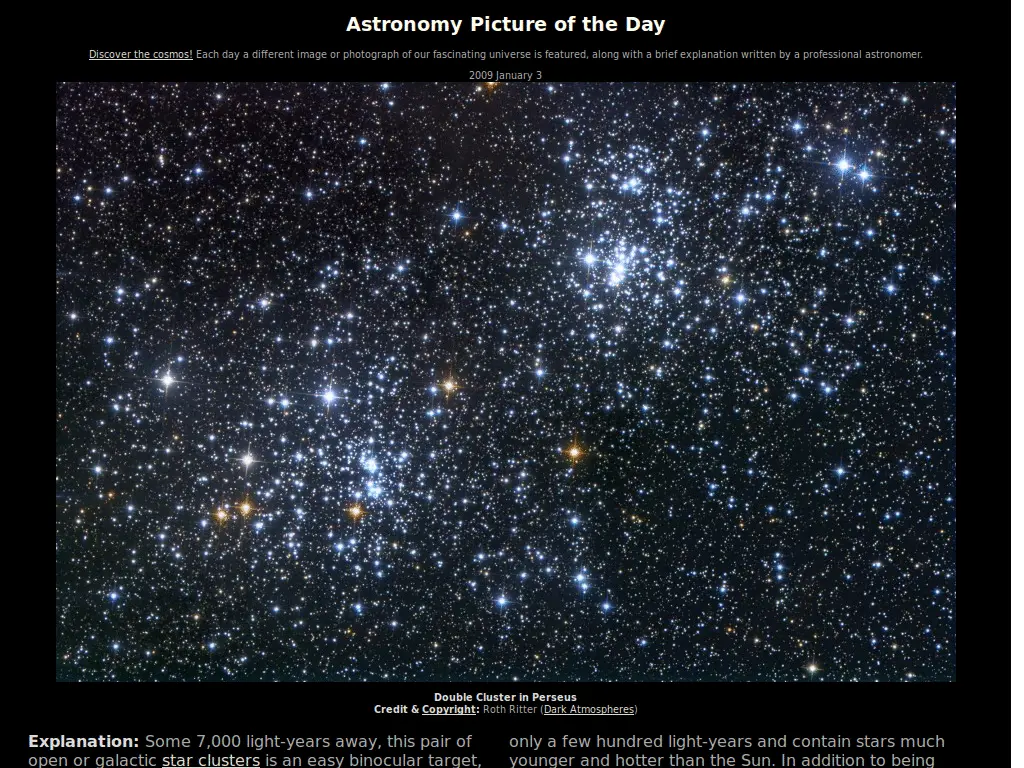 Astronomy Picture of the Day
Discover the cosmos! Each day a different image or photograph of our fascinating universe is featured, along with a brief explanation written by a professional astronomer.
2009 January 3
Double Cluster in Perseus
Credit & Copyright: Roth Ritter (Dark Atmospheres)
Explanation: Some 7,000 light-years away, this pair of
open or galactic star clusters is an easy binocular target,
only a few hundred light-years and contain stars much
younger and hotter than the Sun. In addition to being